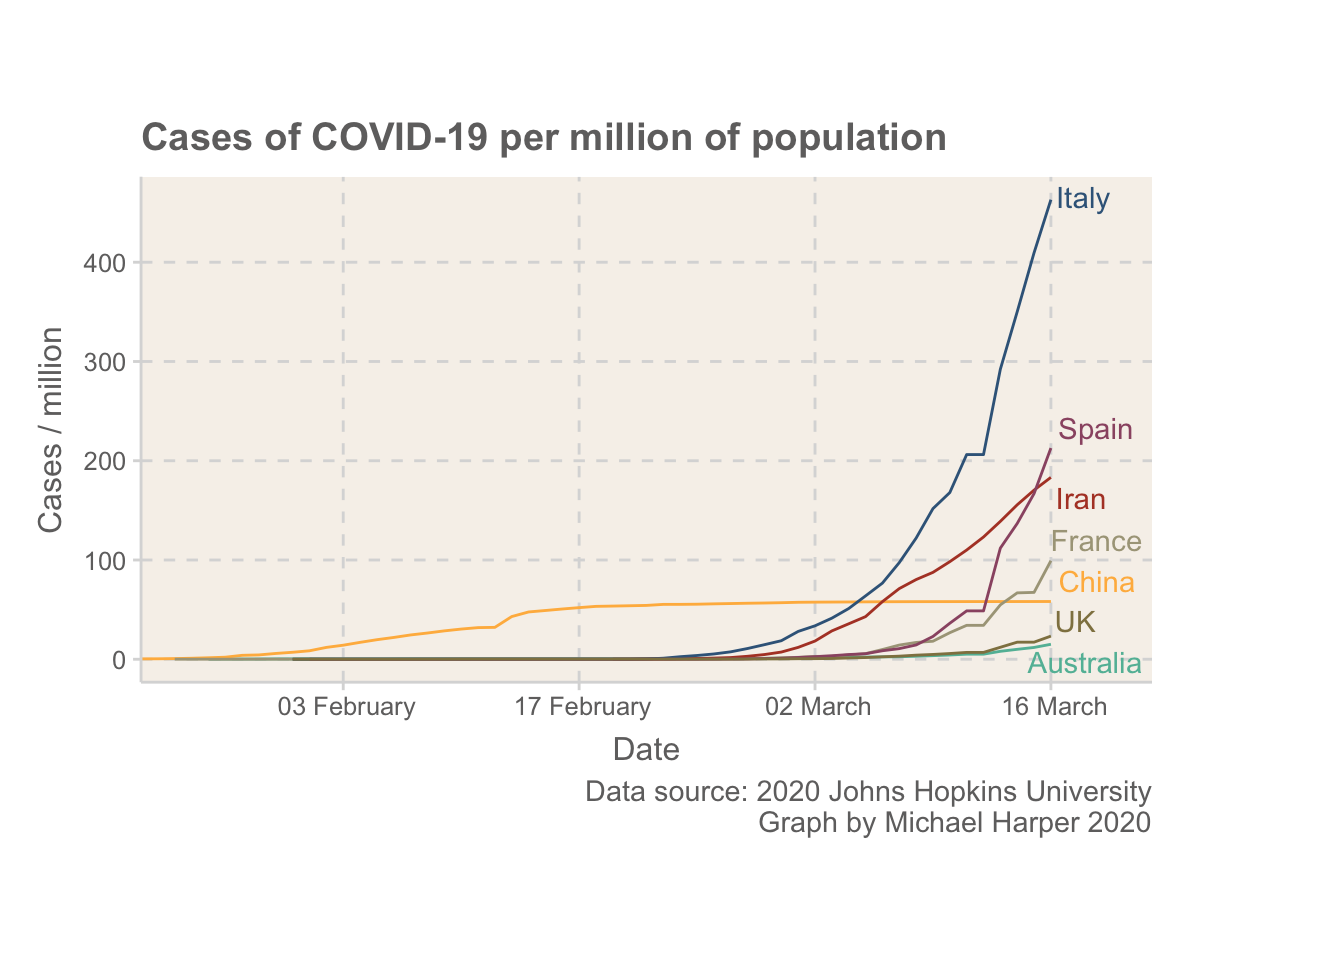 Cases of COVID-19 per million of population
Cases / million
400
300
200
100
0
Italy
Spain
Iran
France
China
UK
Australia
03 February
17 February
02 March
16 March
Date
Data source: 2020 Johns Hopkins University
Graph by Michael Harper 2020